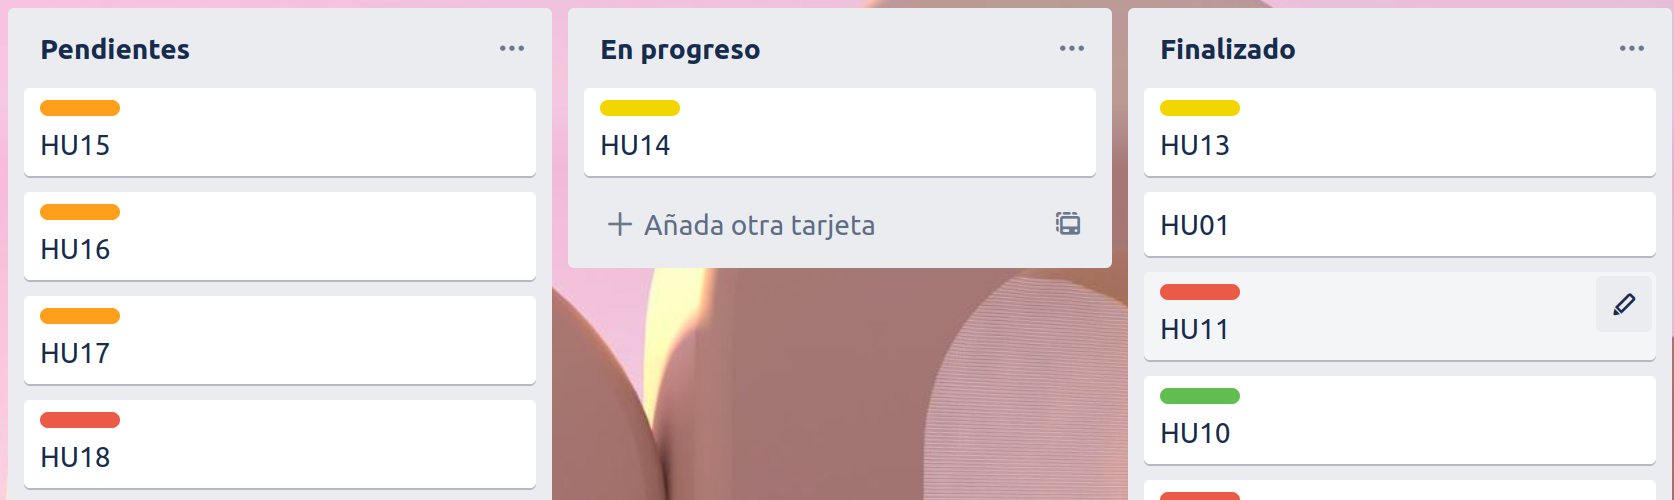 Pendientes
HU15
HU16
HU17
HU18
En progreso
HU14
Añada otra tarjeta
Finalizado
HU13
HU01
HU11
HU10